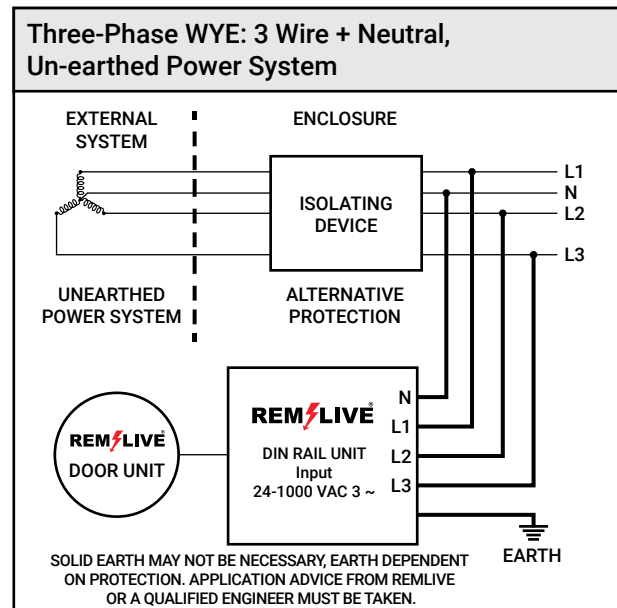 Three-Phase WYE: 3 Wire + Neutral,
Un-earthed Power System
EXTERNAL
SYSTEM
ENCLOSURE
L1
N
L2
L3
ISOLATING
DEVICE
UNEARTHED
POWER SYSTEM
ALTERNATIVE
PROTECTION
REMLIVE®
DOOR UNIT
REMLIVE®
DIN RAIL UNIT
Input
24-1000 VAC 3 ~
N
L1
L2
L3
EARTH
SOLID EARTH MAY NOT BE NECESSARY, EARTH DEPENDENT
ON PROTECTION. APPLICATION ADVICE FROM REMLIVE
OR A QUALIFIED ENGINEER MUST BE TAKEN.